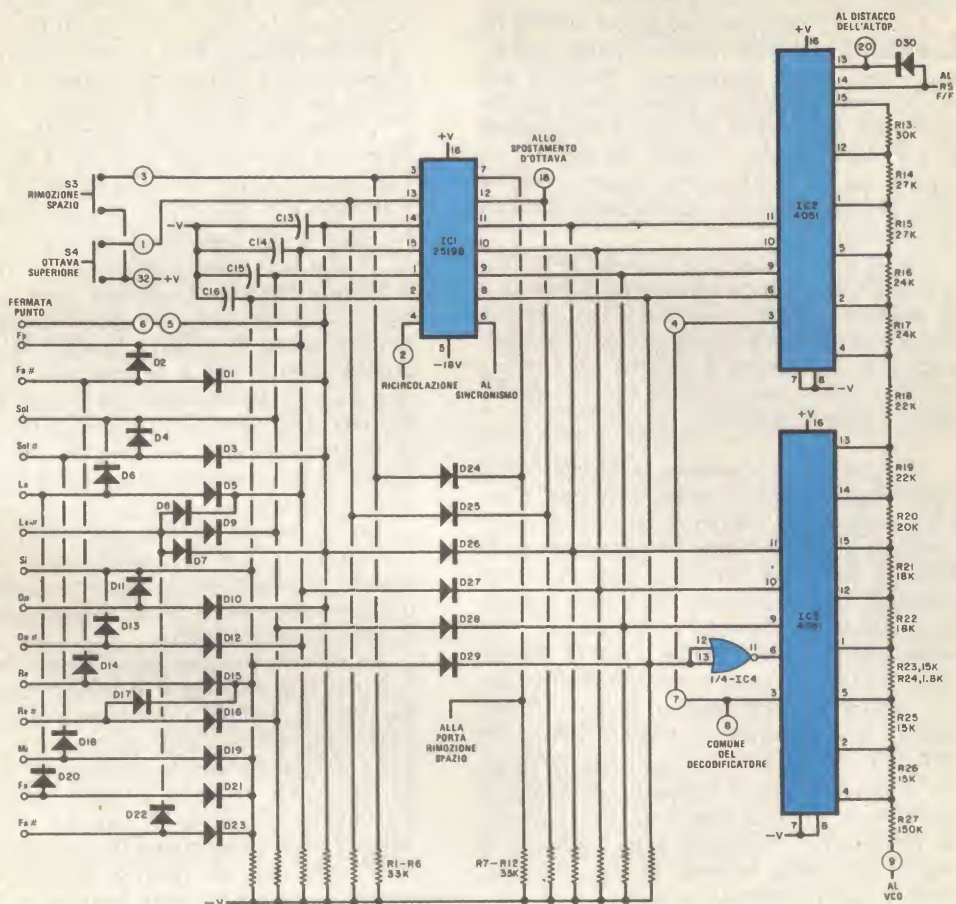 AL DISTACCO
DELL'ALTOP.
+V
16
20
D30
13
14
15
AL
RS
F/F
R13
30K
12
R14
27K
1
R15
27K
5
R16
24K
2
R17
24K
4
R18
22K
11
10
9
6
3
IC2
4051
7
8
-V
4
ALLO
SPOSTAMENTO
D'OTTAVA
18
+V
16
3
13
14
15
1
2
4
7
12
11
10
9
8
6
5
IC1
2519B
-18V
2
RICIRCOLAZIONE
AL
SINCRONISMO
S3
RIMOZIONE
SPAZIO
3
S4
OTTAVA
SUPERIORE
1
32
+V
-V
C13
C14
C15
C16
FERMATA
PUNTO
6
5
Fa
D2
Fa #
D1
Sol
D4
Sol #
D3
D6
La
D5
D8
La #
D9
D7
Si
D11
Do
D10
D13
Do #
D12
D14
Re
D15
D17
Re #
D16
D18
Mi
D19
D20
Fa
D21
D22
Fa #
D23
D24
D25
D26
D27
D28
D29
ALLA
PORTA
RIMOZIONE
SPAZIO
R1-R6
33K
R7-R12
33K
-V
12
13
11
1/4-IC4
7
8
COMUNE
DEL
DECODIFICATORE
+V
16
11
10
9
6
3
IC3
4051
13
14
15
12
1
5
2
4
-V
7
8
R19
22K
R20
20K
R21
18K
R22
18K
R23,15K
R24,1.8K
R25
15K
R26
15K
R27
150K
9
AL
VCO